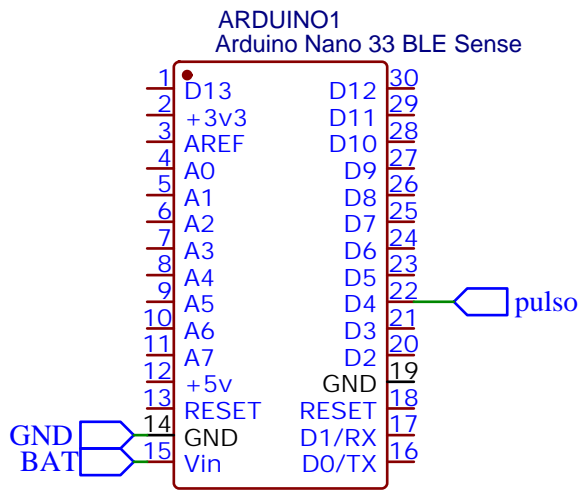 ARDUINO1
Arduino Nano 33 BLE Sense
1 D13 D12 30
2 +3v3 D11 29
3 AREF D10 28
4 A0 D9 27
5 A1 D8 26
6 A2 D7 25
7 A3 D6 24
8 A4 D5 23
9 A5 D4 22 pulso
10 A6 D3 21
11 A7 D2 20
12 +5v GND 19
13 RESET RESET 18
GND 14 GND D1/RX 17
BAT 15 Vin D0/TX 16